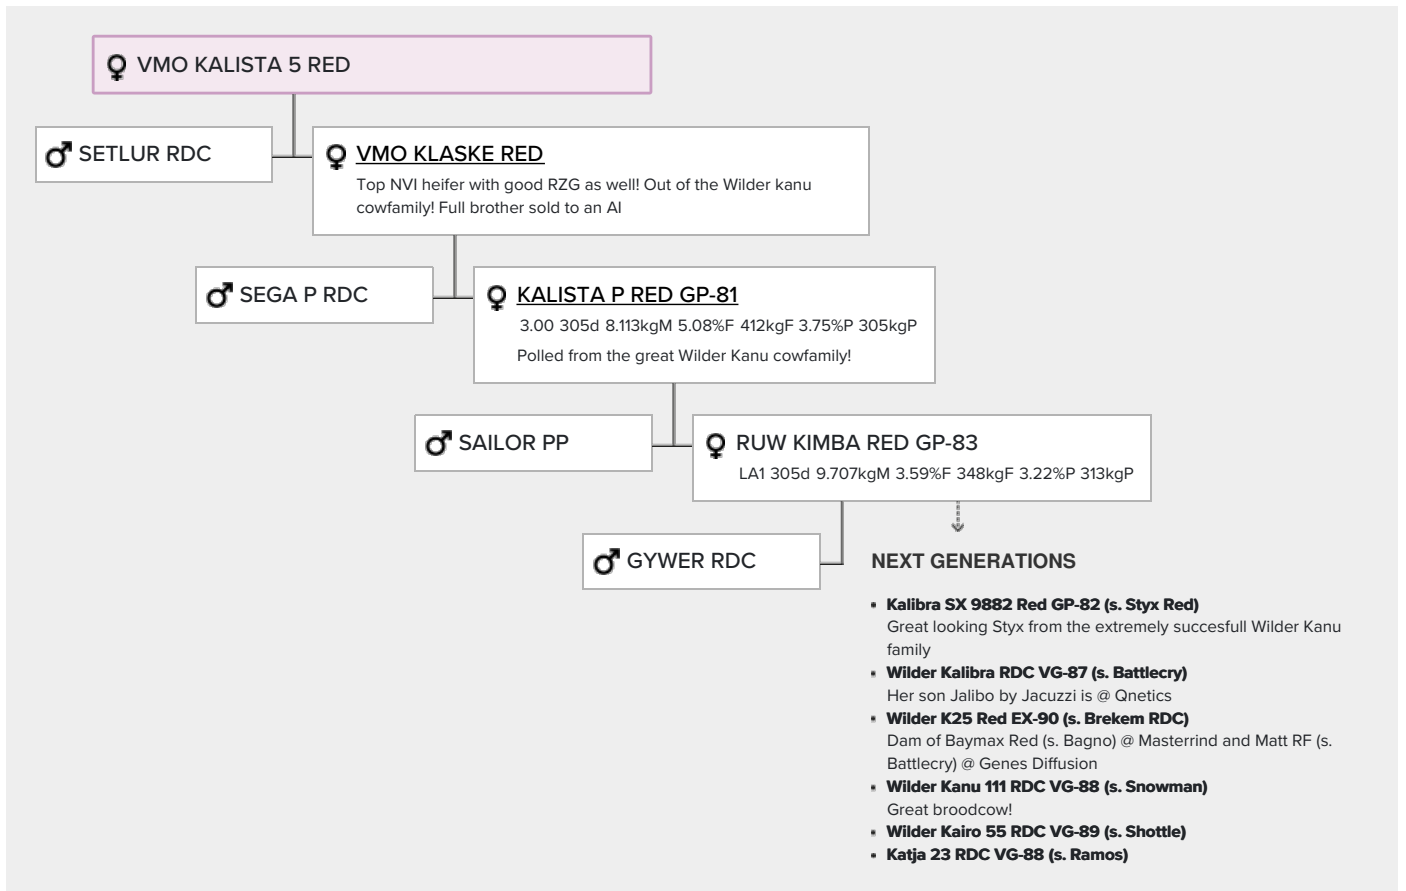 VMO KALISTA 5 RED
SETLUR RDC
VMO KLASKE RED
Top NVI heifer with good RZG as well! Out of the Wilder kanu
cowfamily! Full brother sold to an AI
SEGA P RDC
KALISTA P RED GP-81
3.00 305d 8.113kgM 5.08%F 412kgF 3.75%P 305kgP
Polled from the great Wilder Kanu cowfamily!
SAILOR PP
RUW KIMBA RED GP-83
LA1 305d 9.707kgM 3.59%F 348kgF 3.22%P 313kgP
GYWER RDC
NEXT GENERATIONS
Kalibra SX 9882 Red GP-82 (s. Styx Red)
Great looking Styx from the extremely succesfull Wilder Kanu
family
Wilder Kalibra RDC VG-87 (s. Battlecry)
Her son Jalibo by Jacuzzi is @ Qnetics
Wilder K25 Red EX-90 (s. Brekem RDC)
Dam of Baymax Red (s. Bagno) @ Masterrind and Matt RF (s.
Battlecry) @ Genes Diffusion
Wilder Kanu 111 RDC VG-88 (s. Snowman)
Great broodcow!
Wilder Kairo 55 RDC VG-89 (s. Shottle)
Katja 23 RDC VG-88 (s. Ramos)